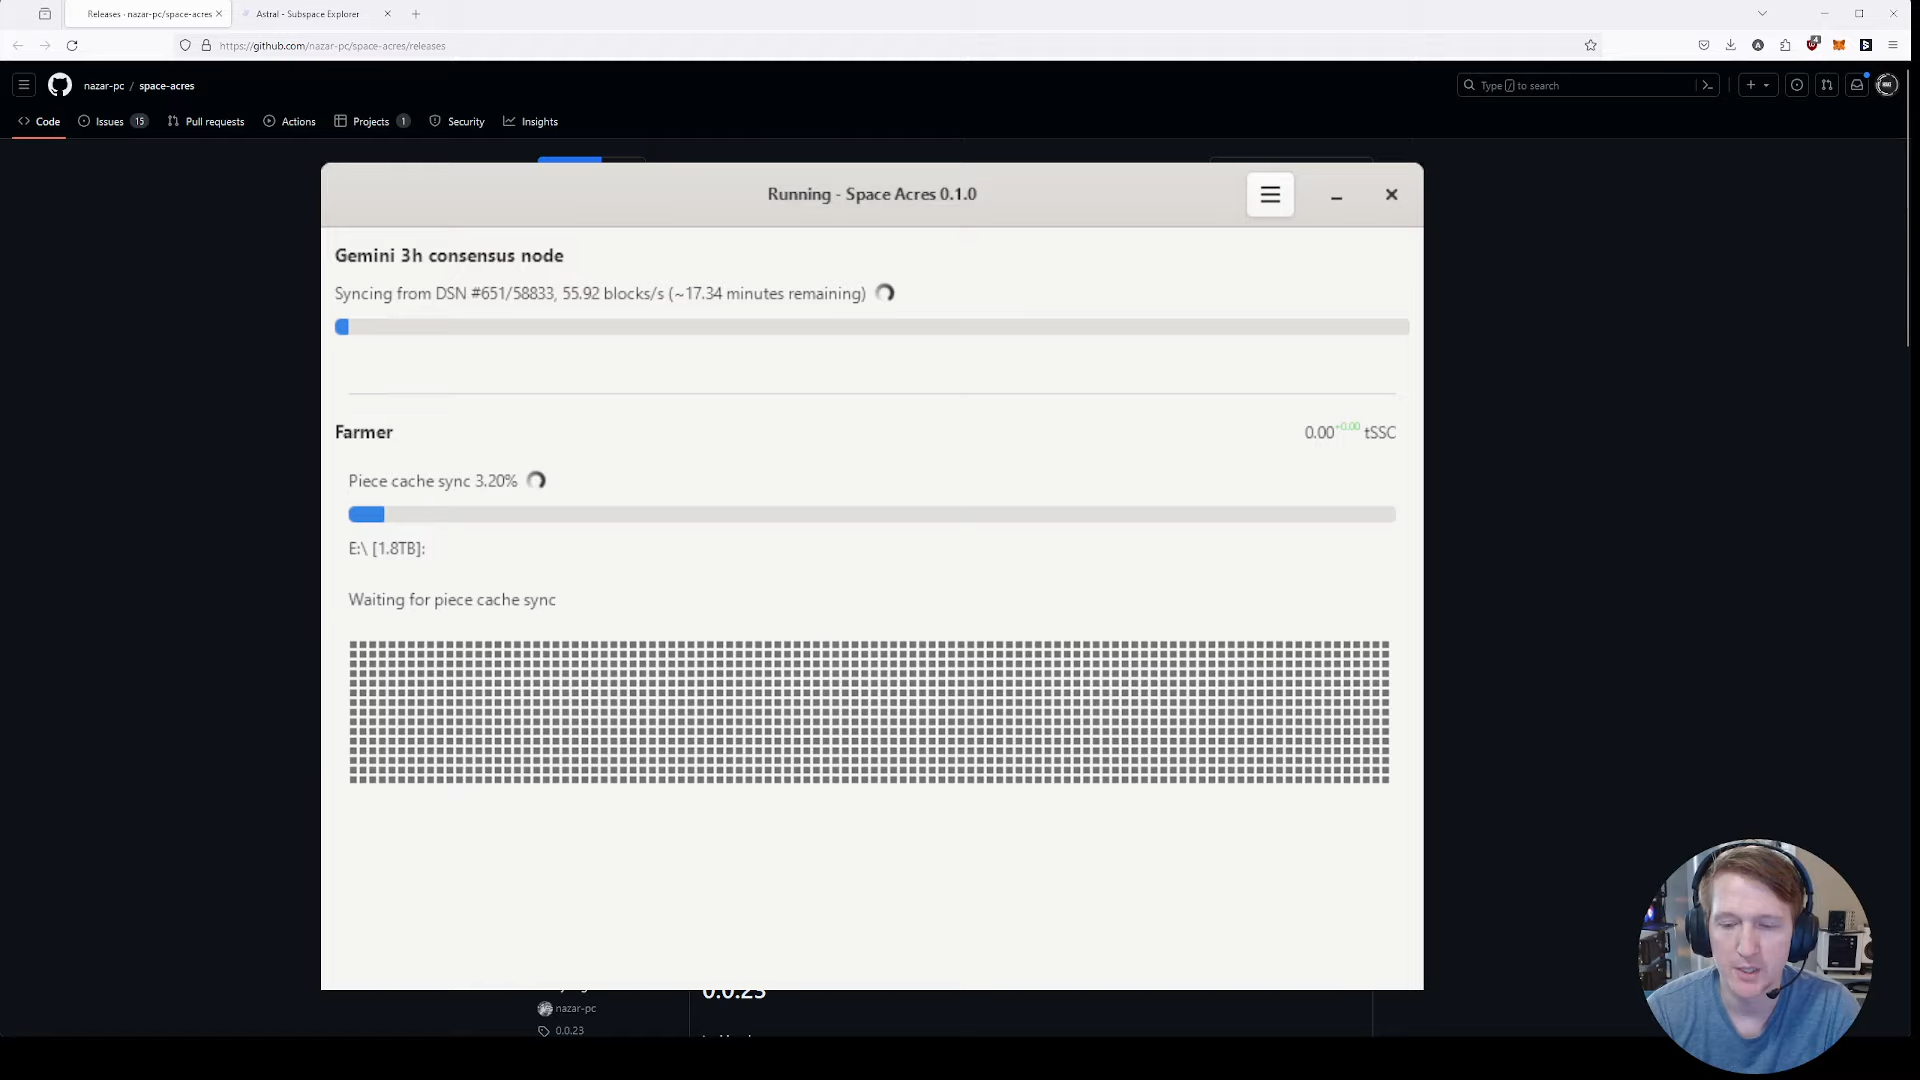 Releases · nazar-pc/space-acres
Astral - Subspace Explorer
https://github.com/nazar-pc/space-acres/releases
nazar-pc / space-acres
Type / to search
Code
Issues 15
Pull requests
Actions
Projects 1
Security
Insights
Running - Space Acres 0.1.0
Gemini 3h consensus node
Syncing from DSN #651/58833, 55.92 blocks/s (~17.34 minutes remaining)
Farmer
0.00+0.00 tSSC
Piece cache sync 3.20%
E:\ [1.8TB]:
Waiting for piece cache sync
0.0.23
nazar-pc
0.0.23